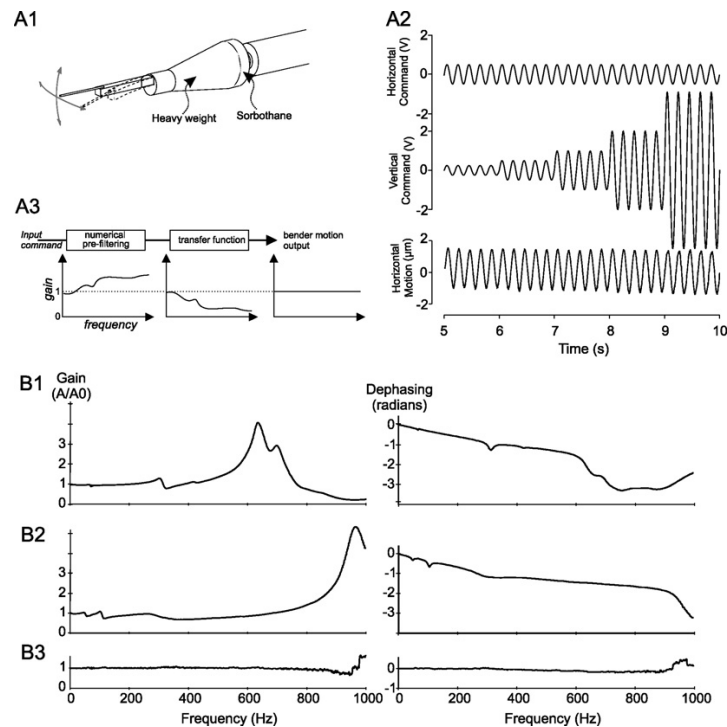 A1
Heavy weight
Sorbothane
A2
Horizontal
Command (V)
2
0
-2
Vertical
Command (V)
2
0
-2
Horizontal
Motion (µm)
2
0
-2
5 6 7 8 9 10
Time (s)
A3
Input
command
numerical
pre-filtering
transfer function
bender motion
output
gain
1
0
frequency
B1
Gain
(A/A0)
4
3
2
1
0
Dephasing
(radians)
0
-1
-2
-3
B2
4
3
2
1
0
0
-1
-2
-3
B3
1
0
0 200 400 600 800 1000
Frequency (Hz)
0
-1
0 200 400 600 800 1000
Frequency (Hz)